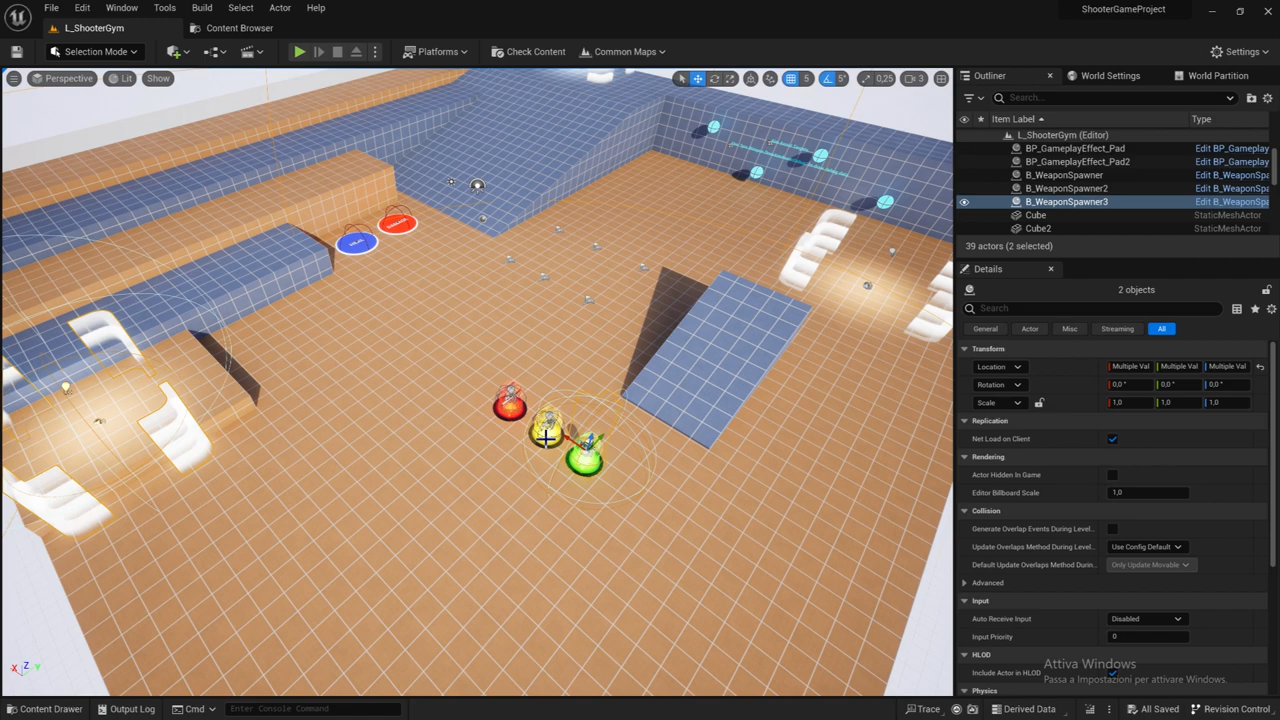 File Edit Window Tools Build Select Actor Help
ShooterGameProject
L_ShooterGym Content Browser
Selection Mode Platforms Check Content Common Maps Settings
Perspective Lit Show 5 5° 0,25 3
Outliner World Settings World Partition
Search...
Item Label Type
L_ShooterGym (Editor)
BP_GameplayEffect_Pad Edit BP_Gameplay
BP_GameplayEffect_Pad2 Edit BP_Gameplay
B_WeaponSpawner Edit B_WeaponSpa
B_WeaponSpawner2 Edit B_WeaponSpa
B_WeaponSpawner3 Edit B_WeaponSpa
Cube StaticMeshActor
Cube2 StaticMeshActor
39 actors (2 selected)
Details
2 objects
Search
General Actor Misc Streaming All
Transform
Location Multiple Val Multiple Val Multiple Val
Rotation 0,0 ° 0,0 ° 0,0 °
Scale 1,0 1,0 1,0
Replication
Net Load on Client
Rendering
Actor Hidden In Game
Editor Billboard Scale 1,0
Collision
Generate Overlap Events During Level...
Update Overlaps Method During Level... Use Config Default
Default Update Overlaps Method Durin... Only Update Movable
Advanced
Input
Auto Receive Input Disabled
Input Priority 0
HLOD
Include Actor in HLOD
Physics
Attiva Windows
Passa a Impostazioni per attivare Windows.
X Z Y
Content Drawer Output Log Cmd Enter Console Command Trace Derived Data All Saved Revision Control